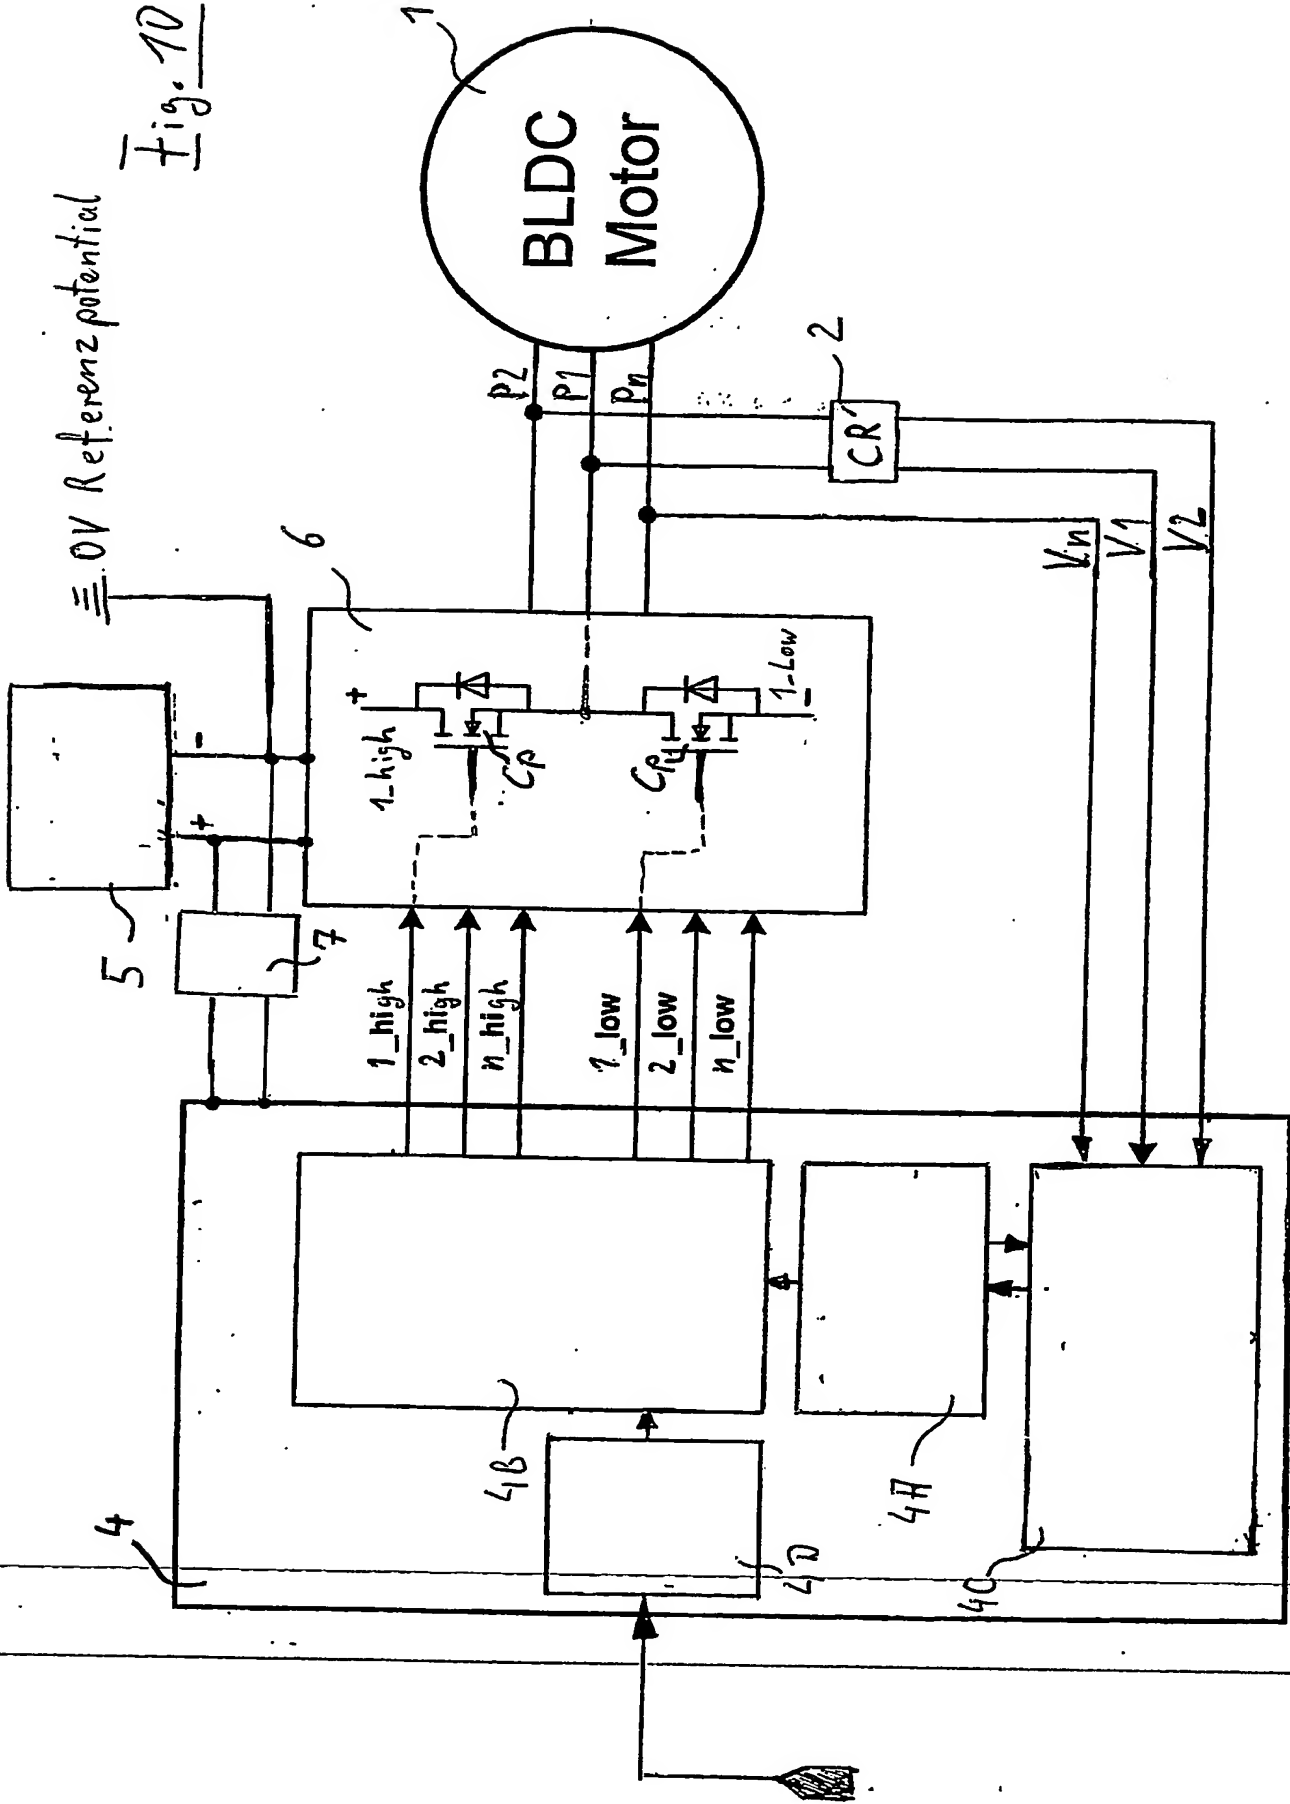 Fig. 1D
0V Referenzpotential
1
BLDC
Motor
P2
P1
Pn
2
CR
6
+
-
5
7
1_high
+
Cp
Cp
1_Low
-
1_high
2_high
n_high
1_low
2_low
n_low
Vn
V1
V2
4
4B
4D
4A
4C